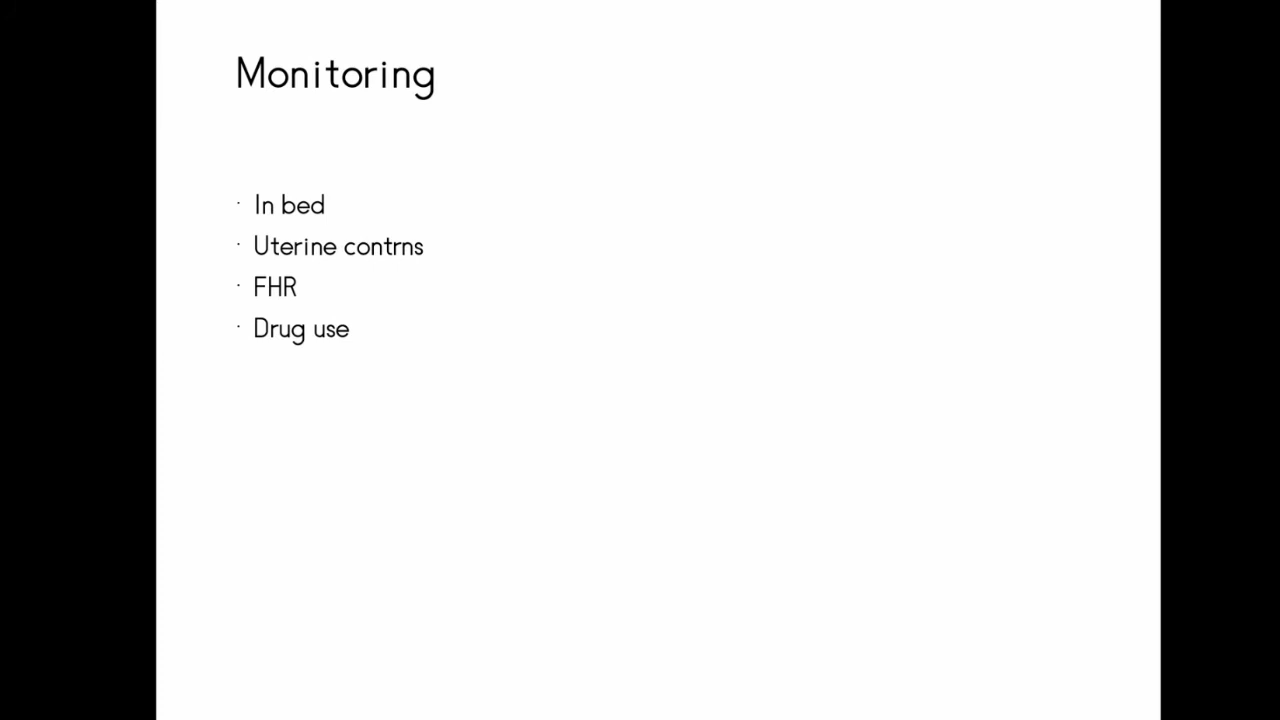 Monitoring
· In bed
· Uterine contrns
· FHR
· Drug use